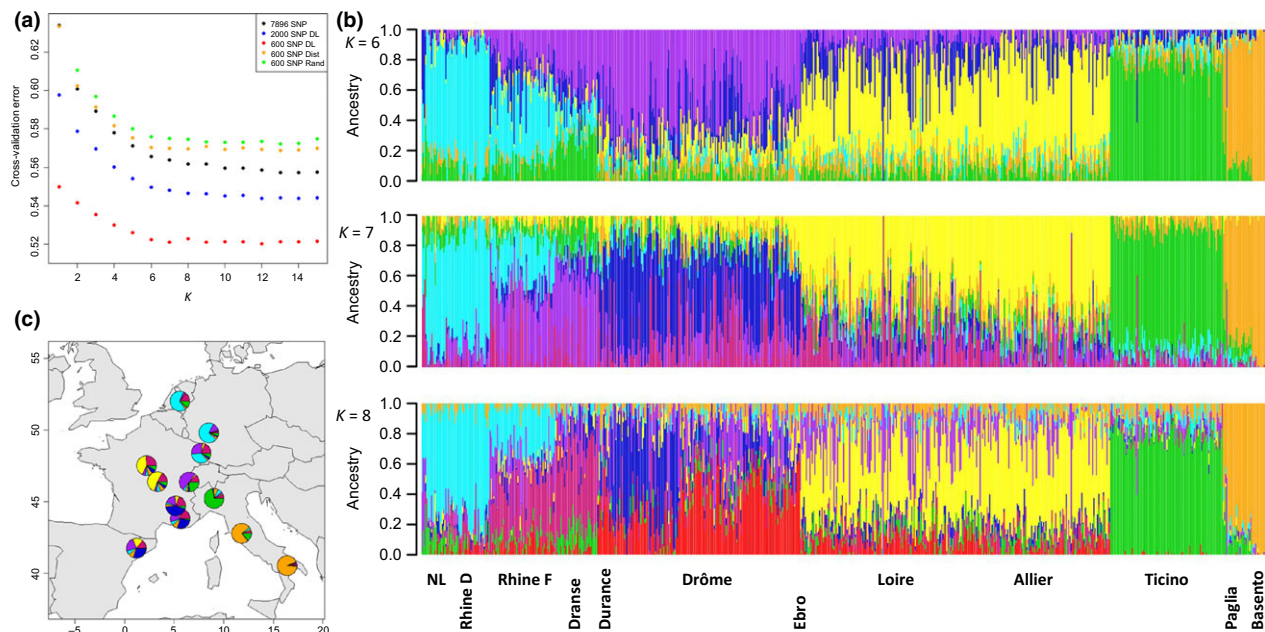 (a)
7896 SNP
2000 SNP DL
600 SNP DL
600 SNP Dist
600 SNP Rand
Cross-validation error
0.62
0.60
0.58
0.56
0.54
0.52
2 4 6 8 10 12 14
K
(b)
K = 6
Ancestry
1.0
0.8
0.6
0.4
0.2
0.0
K = 7
Ancestry
1.0
0.8
0.6
0.4
0.2
0.0
K = 8
Ancestry
1.0
0.8
0.6
0.4
0.2
0.0
NL Rhine D Rhine F Dranse Durance Drôme Ebro Loire Allier Ticino Paglia Basento
(c)
55
50
45
40
−5 0 5 10 15 20